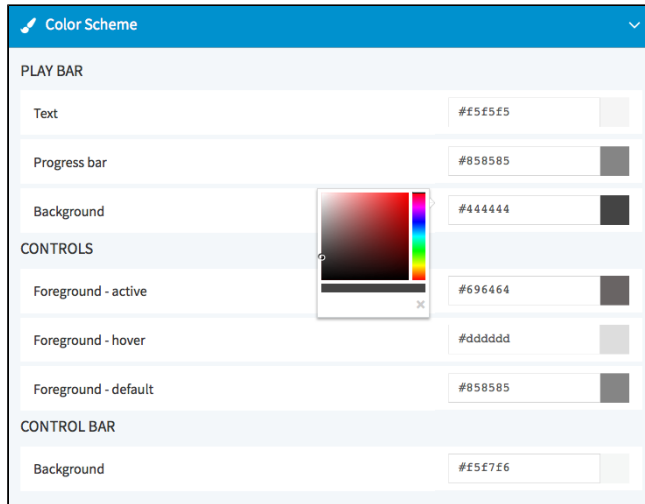 Color Scheme
PLAY BAR
Text #f5f5f5
Progress bar #858585
Background #444444
CONTROLS
Foreground - active #696464
Foreground - hover #dddddd
Foreground - default #858585
CONTROL BAR
Background #f5f7f6